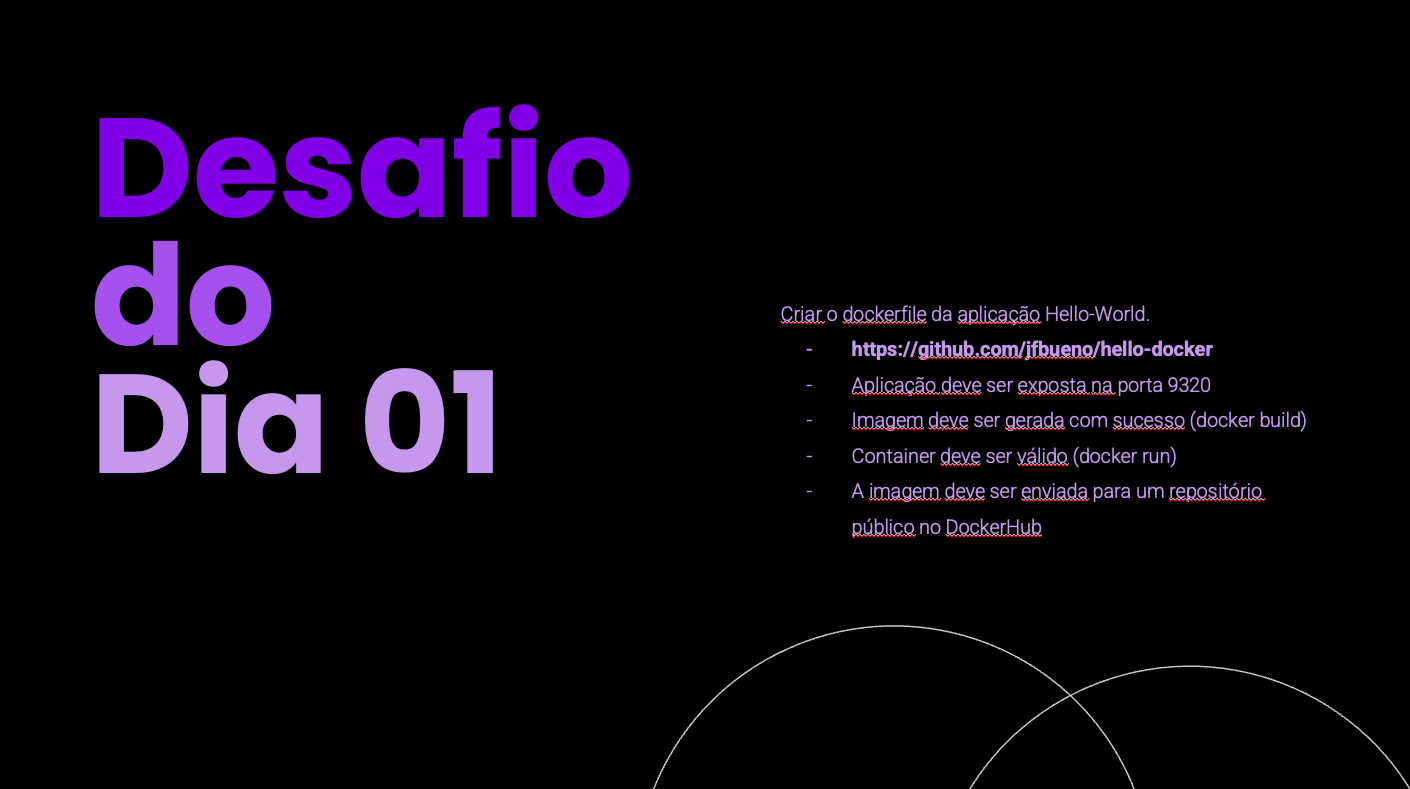 Desafio
do
Dia 01
Criar o dockerfile da aplicação Hello-World.
- https://github.com/jfbueno/hello-docker
- Aplicação deve ser exposta na porta 9320
- Imagem deve ser gerada com sucesso (docker build)
- Container deve ser válido (docker run)
- A imagem deve ser enviada para um repositório
público no DockerHub